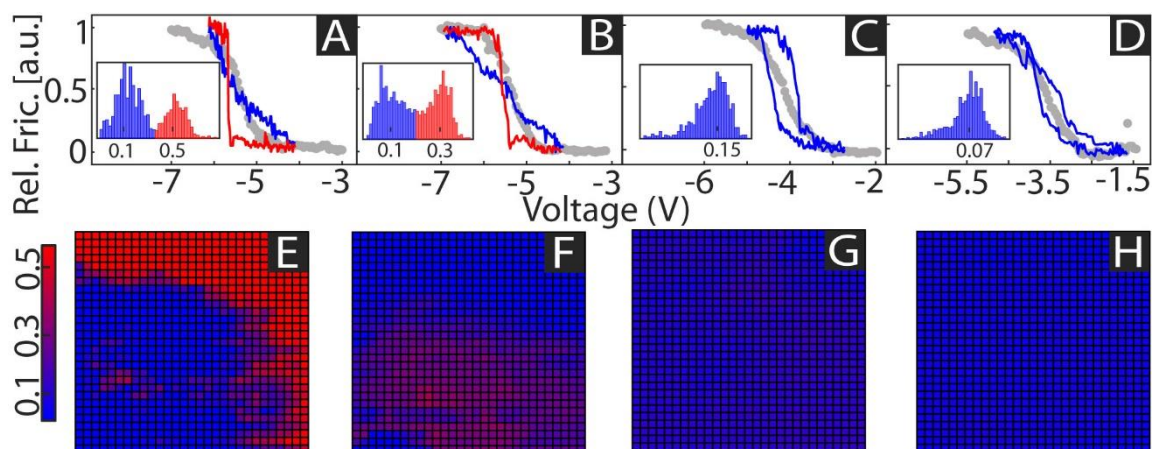 Rel. Fric. [a.u.]
1
0.5
0
A
0.1 0.5
-7 -5 -3
B
0.1 0.3
-7 -5 -3
C
0.15
-6 -4 -2
D
0.07
-5.5 -3.5 -1.5
Voltage (V)
0.5
0.3
0.1
E
F
G
H